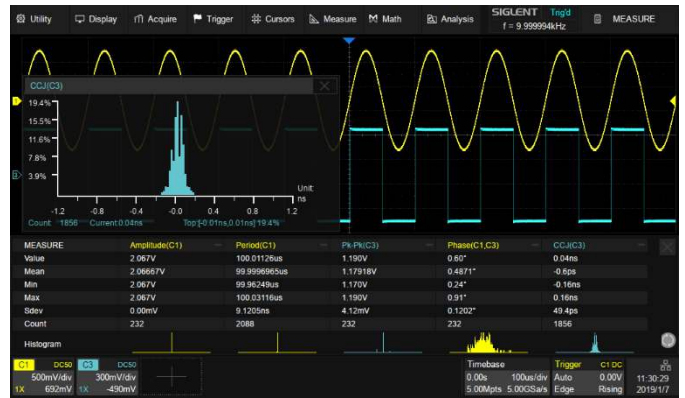 Utility Display Acquire Trigger Cursors Measure Math Analysis SIGLENT Trig'd MEASURE
f = 9.999994kHz
CCJ(C3)
19.4%
15.5%
11.6%
7.8%
3.9%
Unit:
ns
-1.2 -0.8 -0.4 -0.0 0.4 0.8 1.2
Count 1856 Current 0.04ns Top:[-0.01ns,0.01ns] 19.4%
MEASURE Amplitude(C1) Period(C1) Pk-Pk(C3) Phase(C1,C3) CCJ(C3)
Value 2.067V 100.01126us 1.190V 0.60° 0.04ns
Mean 2.06667V 99.9996965us 1.17918V 0.4871° -0.6ps
Min 2.067V 99.96249us 1.170V 0.24° -0.16ns
Max 2.067V 100.03116us 1.190V 0.91° 0.16ns
Sdev 0.00mV 9.1205ns 4.12mV 0.1202° 49.4ps
Count 232 2088 232 232 1856
Histogram
C1 DC50 C3 DC50 Timebase Trigger C1 DC
500mV/div 300mV/div 0.00s 100us/div Auto 0.00V 11:30:29
1X 692mV 1X -490mV 5.00Mpts 5.00GSa/s Edge Rising 2019/1/7